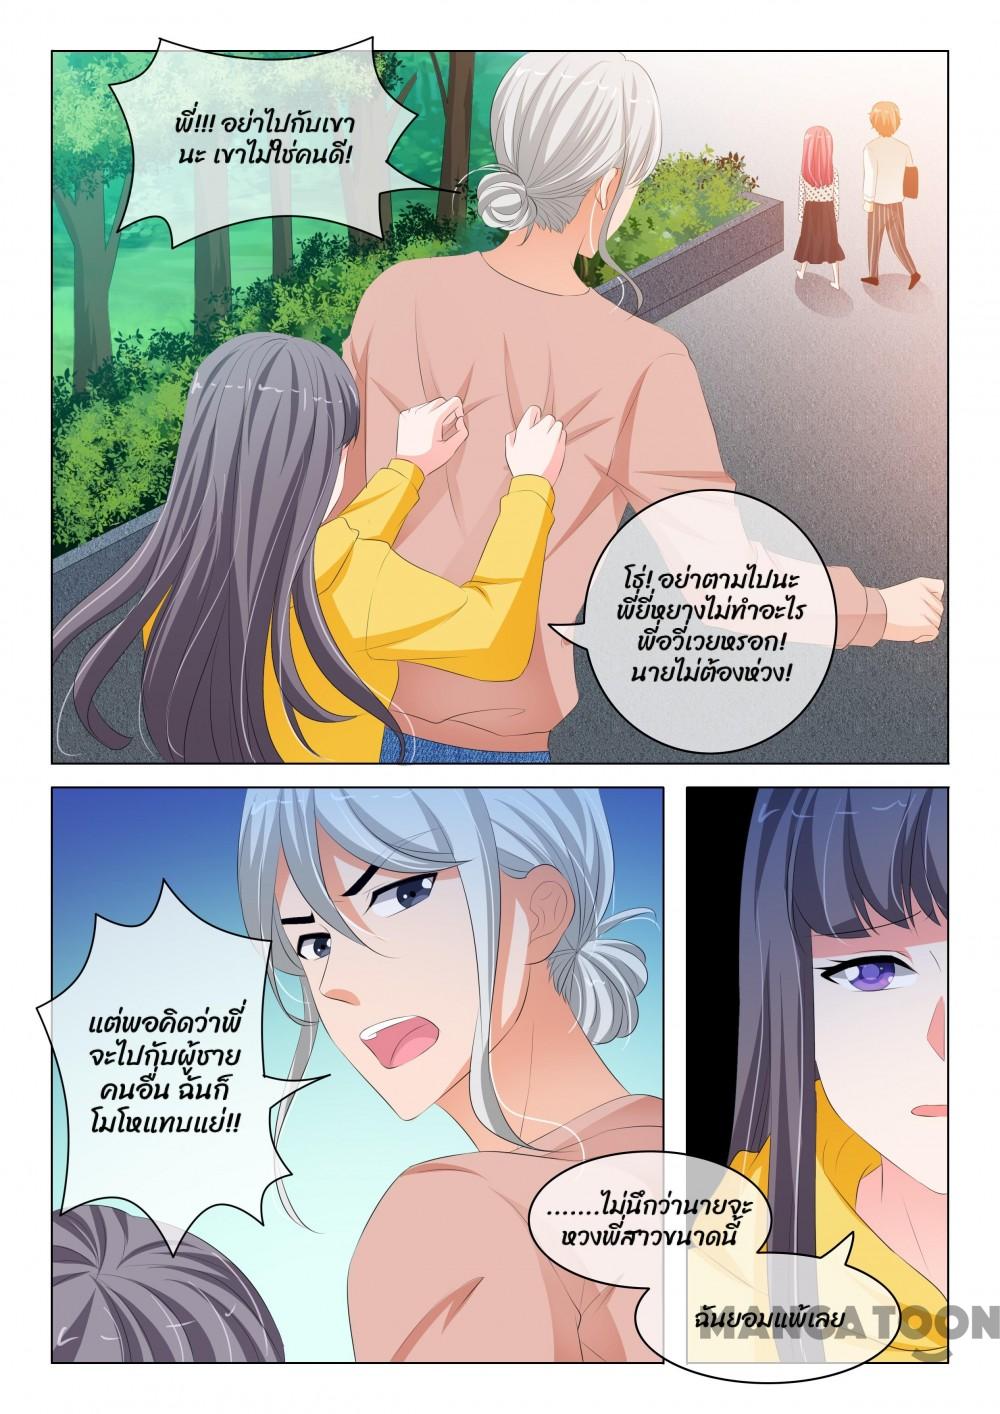 พี่!!! อย่าไปกับเขา
นะ เขาไม่ใช่คนดี!
โธ่! อย่าตามไปนะ
พี่ยี่หยางไม่ทำอะไร
พี่อวี่เวยหรอก!
นายไม่ต้องห่วง!
แต่พอคิดว่าพี่
จะไปกับผู้ชาย
คนอื่น ฉันก็
โมโหแทบแย่!!
.......ไม่นึกว่านายจะ
หวงพี่สาวขนาดนี้
ฉันยอมแพ้เลย
MANGATOON